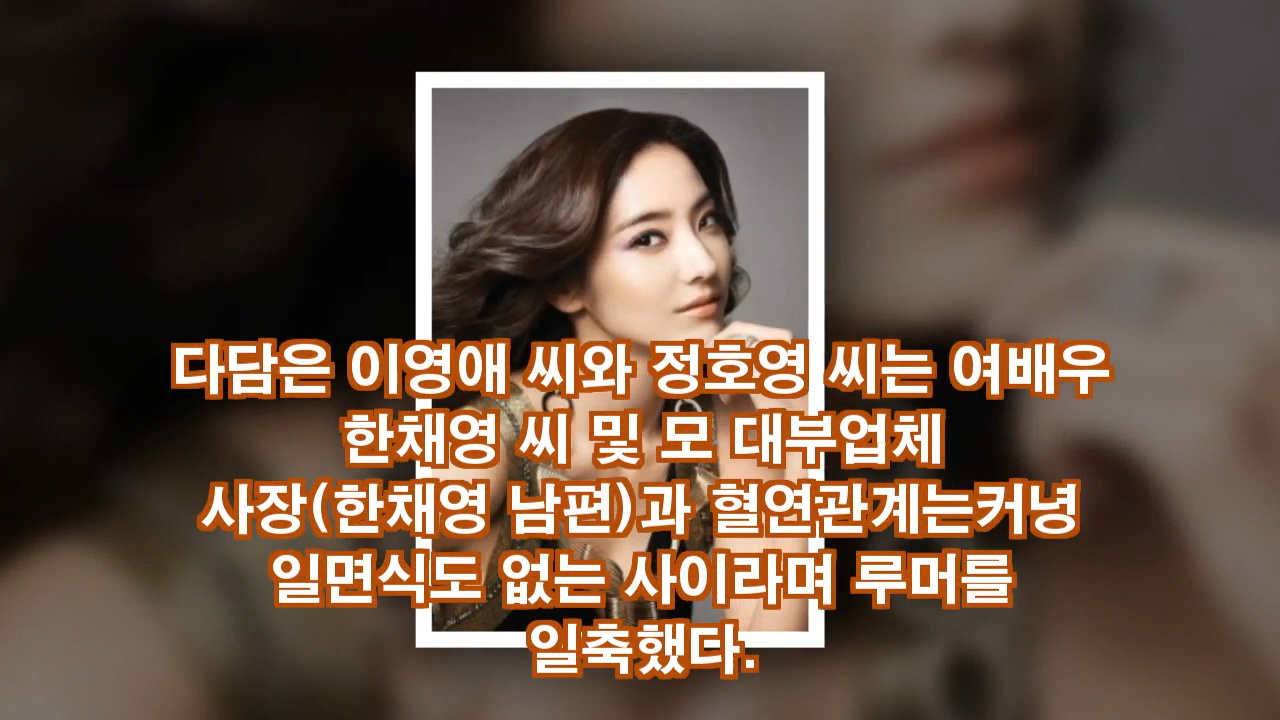 다담은 이영애 씨와 정호영 씨는 여배우
한채영 씨 및 모 대부업체
사장(한채영 남편)과 혈연관계는커녕
일면식도 없는 사이라며 루머를
일축했다.